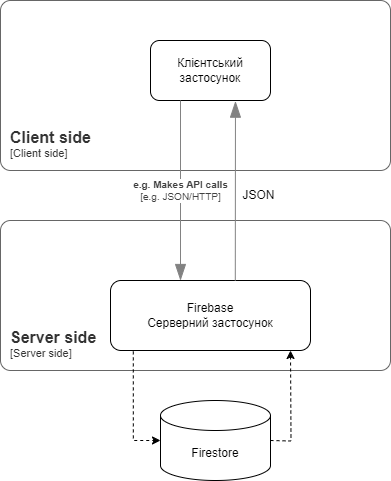 Клієнтський
застосунок
Client side
[Client side]
e.g. Makes API calls
[e.g. JSON/HTTP]
JSON
Firebase
Серверний застосунок
Server side
[Server side]
Firestore